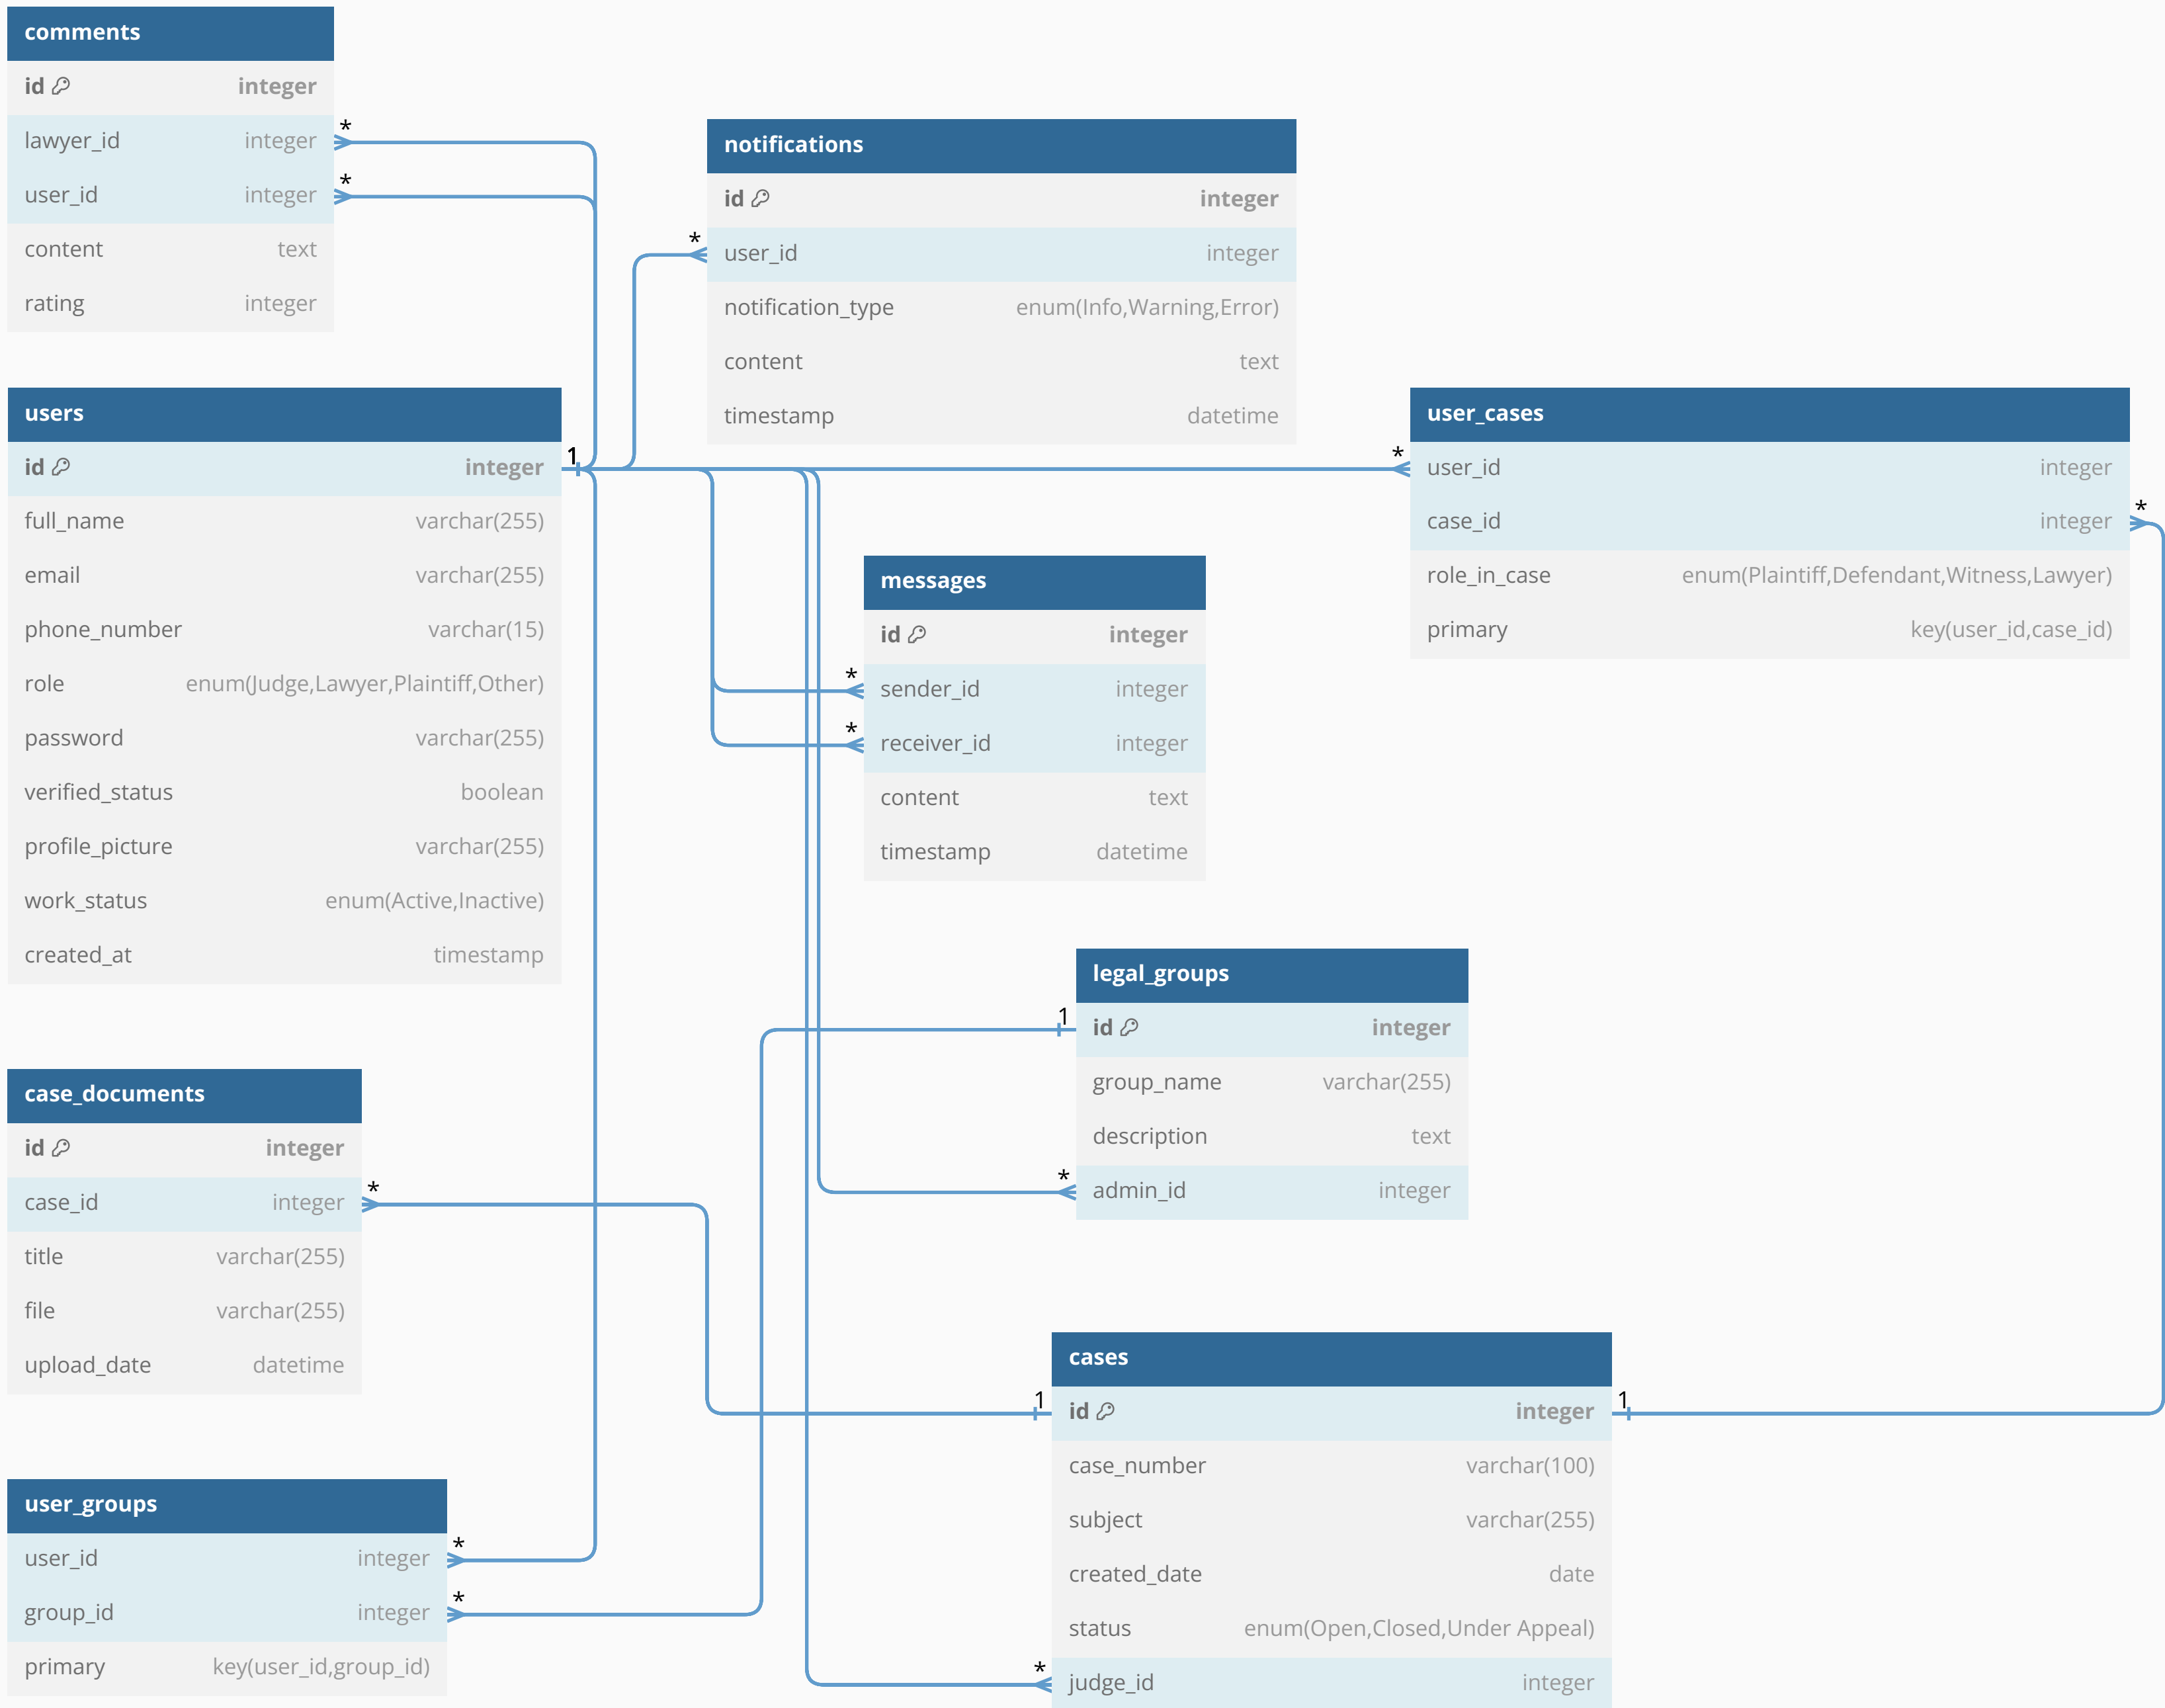 comments
id integer
lawyer_id integer *
user_id integer *
content text
rating integer
notifications
id integer
* user_id integer
notification_type enum(Info,Warning,Error)
content text
timestamp datetime
users
id integer 1
full_name varchar(255)
email varchar(255)
phone_number varchar(15)
role enum(Judge,Lawyer,Plaintiff,Other)
password varchar(255)
verified_status boolean
profile_picture varchar(255)
work_status enum(Active,Inactive)
created_at timestamp
user_cases
* user_id integer
case_id integer *
role_in_case enum(Plaintiff,Defendant,Witness,Lawyer)
primary key(user_id,case_id)
messages
id integer
* sender_id integer
* receiver_id integer
content text
timestamp datetime
legal_groups
1 id integer
group_name varchar(255)
description text
* admin_id integer
case_documents
id integer
case_id integer *
title varchar(255)
file varchar(255)
upload_date datetime
cases
1 id integer 1
case_number varchar(100)
subject varchar(255)
created_date date
status enum(Open,Closed,Under Appeal)
* judge_id integer
user_groups
user_id integer *
group_id integer *
primary key(user_id,group_id)